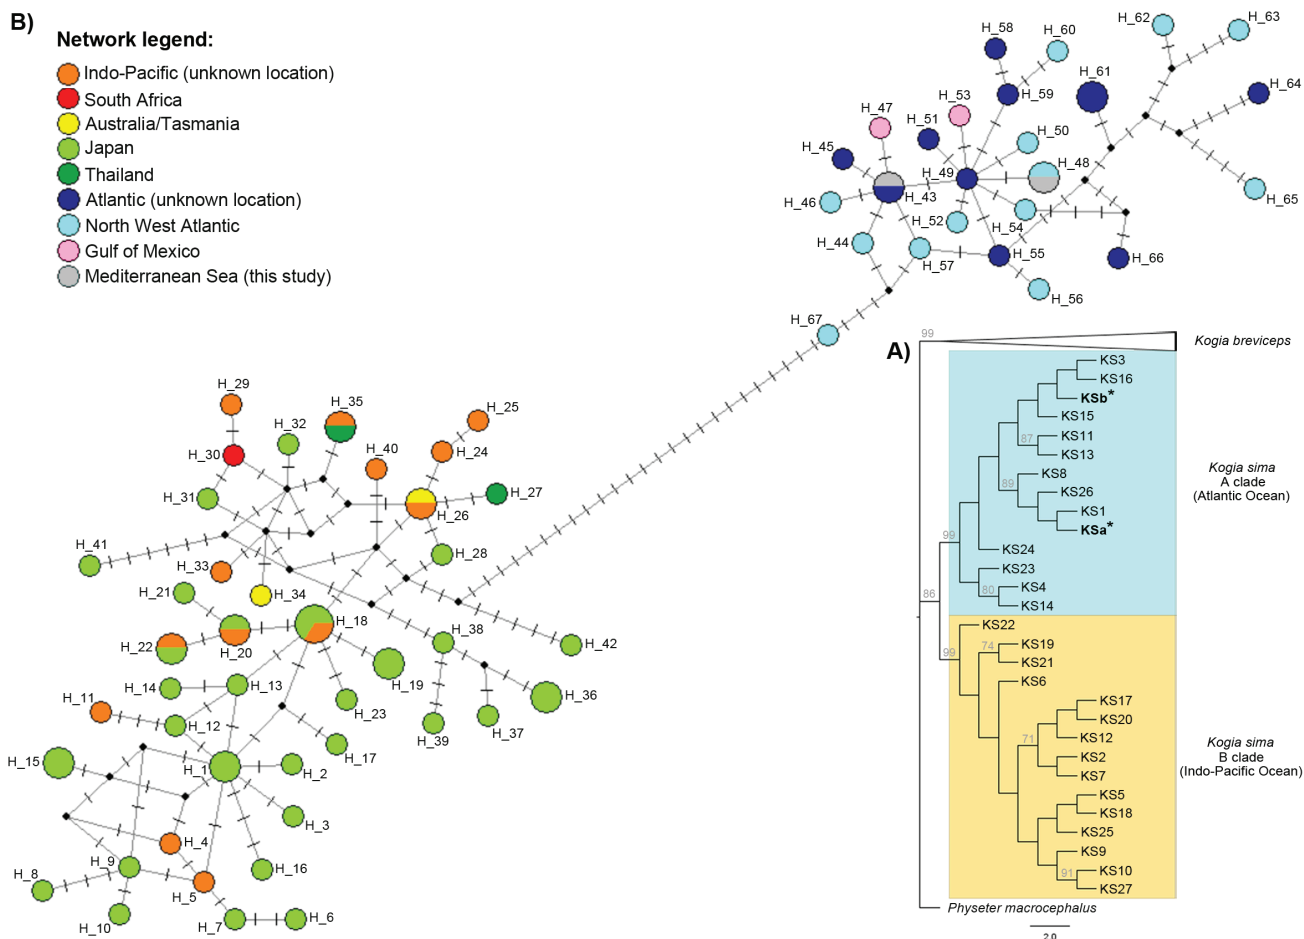 B)
Network legend:
Indo-Pacific (unknown location)
South Africa
Australia/Tasmania
Japan
Thailand
Atlantic (unknown location)
North West Atlantic
Gulf of Mexico
Mediterranean Sea (this study)
H_62
H_63
H_58
H_60
H_61
H_64
H_59
H_53
H_47
H_51
H_50
H_45
H_48
H_49
H_46
H_43
H_52
H_54
H_65
H_44
H_57
H_55
H_66
H_56
H_67
H_29
H_35
H_25
H_32
H_40
H_24
H_30
H_31
H_27
H_26
H_41
H_28
H_33
H_34
H_21
H_18
H_38
H_42
H_22
H_20
H_19
H_36
H_14
H_13
H_11
H_23
H_12
H_39
H_37
H_17
H_15
H_1
H_2
H_3
H_4
H_9
H_16
H_8
H_5
H_10
H_7
H_6
A)
99
Kogia breviceps
KS3
KS16
KSb*
KS15
87
KS11
KS13
KS8
89
KS26
KS1
KSa*
99
KS24
KS23
80
KS4
KS14
Kogia sima
A clade
(Atlantic Ocean)
86
KS22
99
74
KS19
KS21
KS6
KS17
KS20
71
KS12
KS2
KS7
KS5
KS18
KS25
KS9
91
KS10
KS27
Kogia sima
B clade
(Indo-Pacific Ocean)
Physeter macrocephalus
2.0